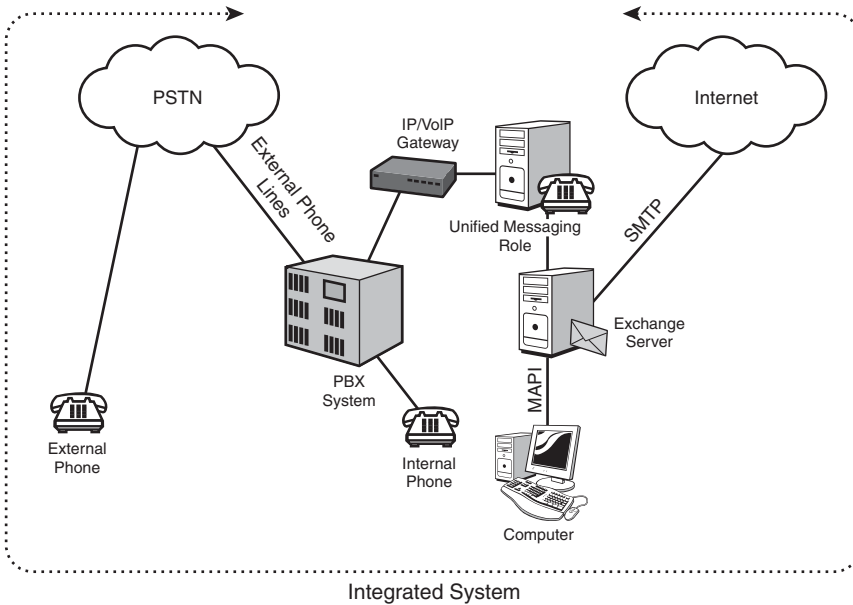 PSTN
Internet
IP/VoIP
Gateway
External Phone
Lines
Unified Messaging
Role
SMTP
Exchange
Server
PBX
System
MAPI
External
Phone
Internal
Phone
Computer
Integrated System